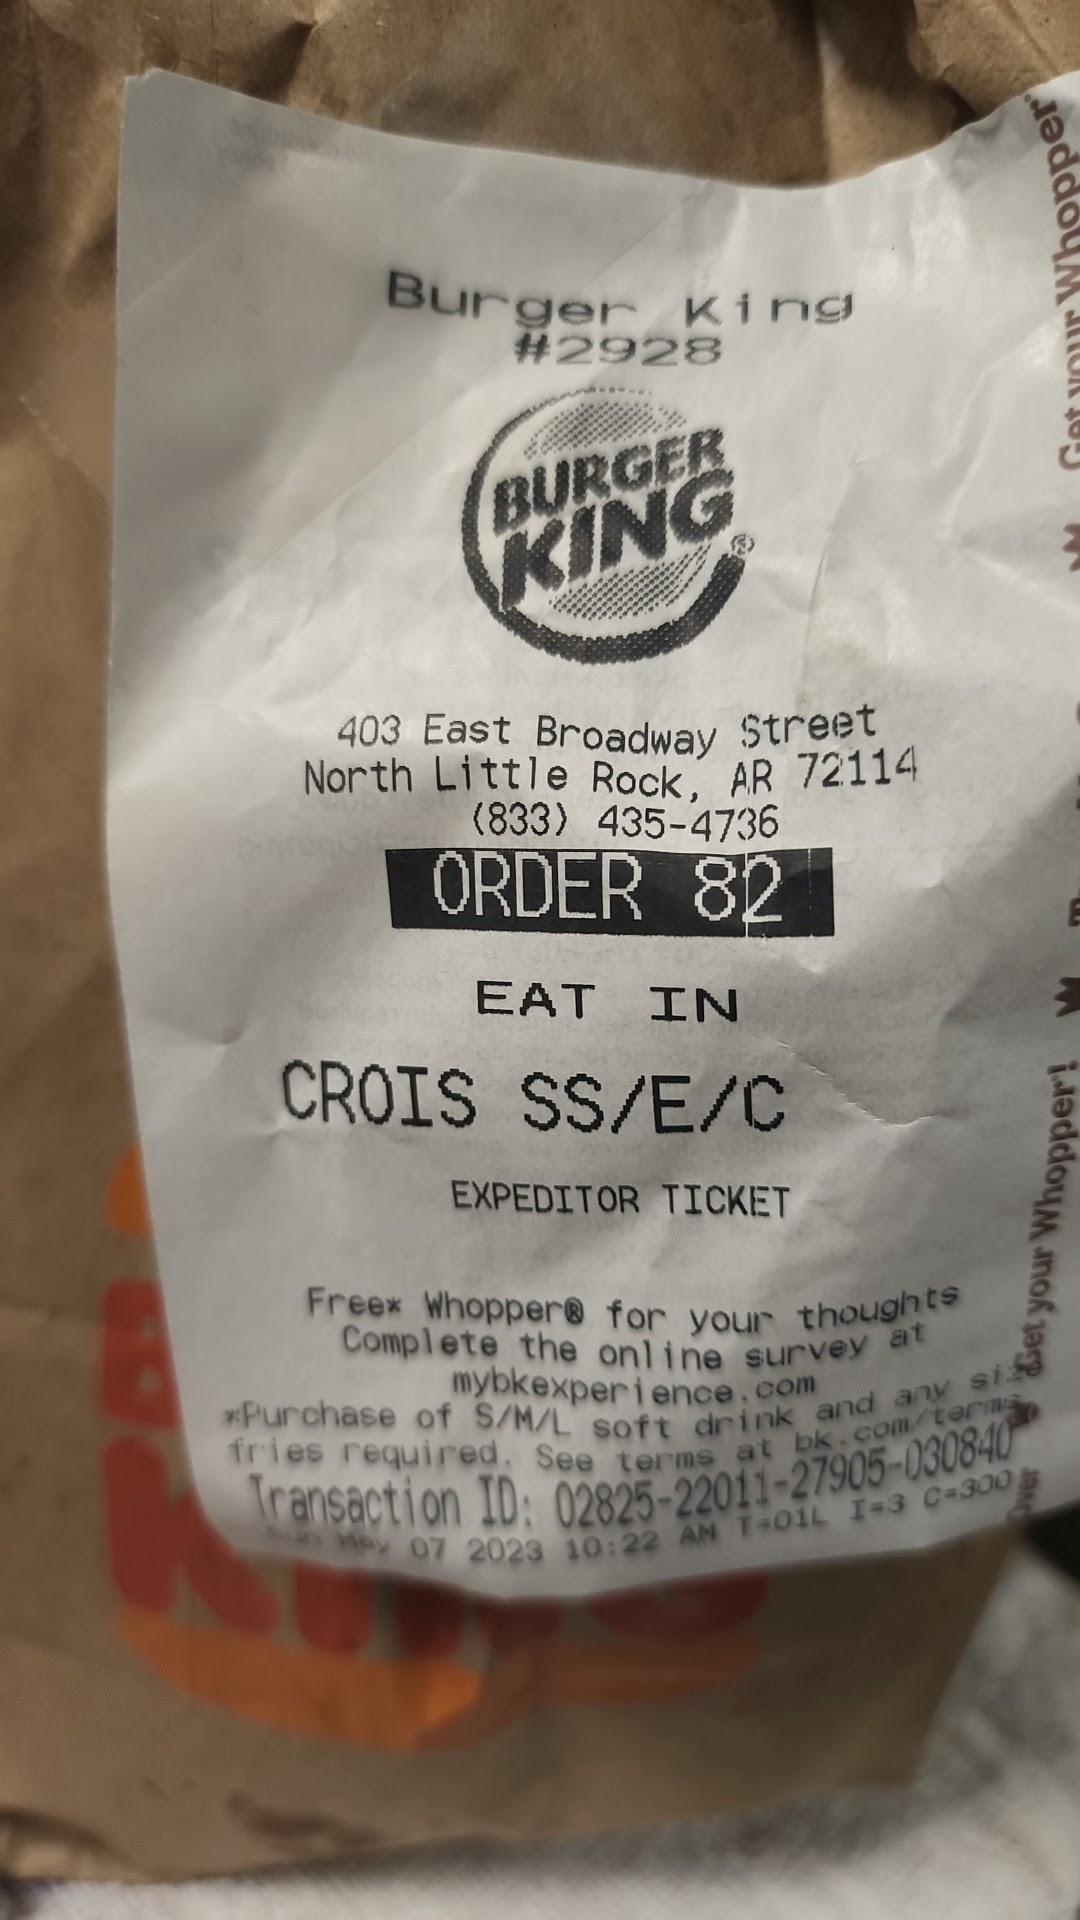 Burger King
#2928
BURGER
KING®
403 East Broadway Street
North Little Rock, AR 72114
(833) 435-4736
ORDER 82
EAT IN
CROIS SS/E/C
EXPEDITOR TICKET
Free* Whopper® for your thoughts
Complete the online survey at
mybkexperience.com
*Purchase of S/M/L soft drink and any size
fries required. See terms at bk.com/terms
Transaction ID: 02825-22011-27905-030840
Sun May 07 2023 10:22 AM T=01L I=3 C=300
Get your Whopper!
Get your Whopper.